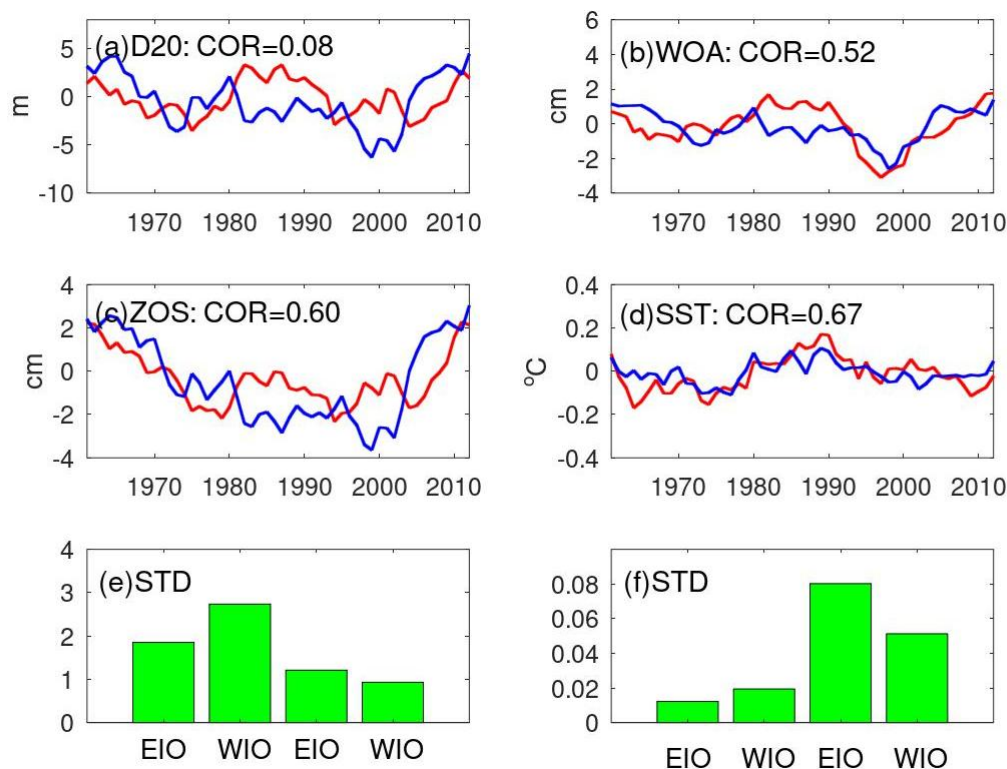 (a)D20: COR=0.08
5
0
-5
-10
m
1970 1980 1990 2000 2010
(b)WOA: COR=0.52
6
4
2
0
-2
-4
cm
1970 1980 1990 2000 2010
(c)ZOS: COR=0.60
4
2
0
-2
-4
cm
1970 1980 1990 2000 2010
(d)SST: COR=0.67
0.4
0.2
0
-0.2
-0.4
°C
1970 1980 1990 2000 2010
(e)STD
4
3
2
1
0
EIO WIO EIO WIO
(f)STD
0.08
0.06
0.04
0.02
0
EIO WIO EIO WIO